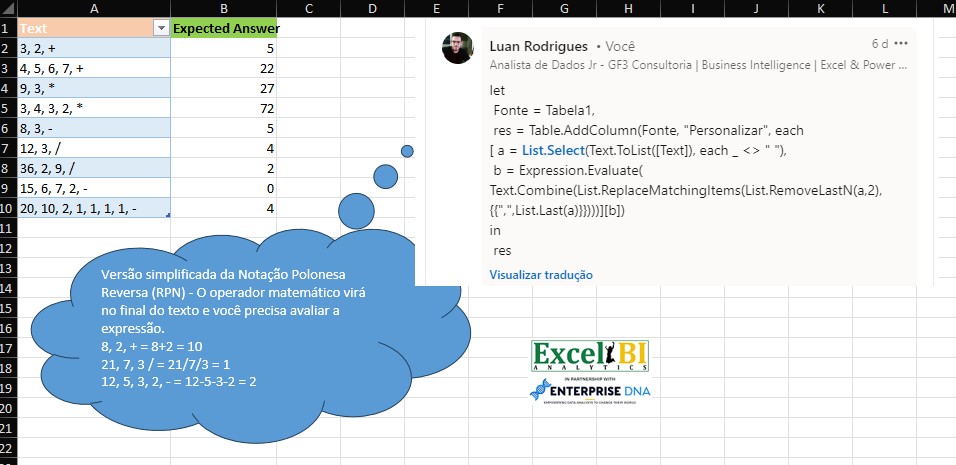 A B C D E F G H I J K L M
1 Text Expected Answer
2 3, 2, + 5
3 4, 5, 6, 7, + 22
4 9, 3, * 27
5 3, 4, 3, 2, * 72
6 8, 3, - 5
7 12, 3, / 4
8 36, 2, 9, / 2
9 15, 6, 7, 2, - 0
10 20, 10, 2, 1, 1, 1, 1, - 4
11
12
13
14
15
16
17
18
19
20
21
22
Luan Rodrigues • Você 6 d •••
Analista de Dados Jr - GF3 Consultoria | Business Intelligence | Excel & Power ...
let
Fonte = Tabela1,
res = Table.AddColumn(Fonte, "Personalizar", each
[ a = List.Select(Text.ToList([Text]), each _ <> " "),
b = Expression.Evaluate(
Text.Combine(List.ReplaceMatchingItems(List.RemoveLastN(a,2),
{{",",List.Last(a)}})))][b])
in
res
Visualizar tradução
Versão simplificada da Notação Polonesa
Reversa (RPN) - O operador matemático virá
no final do texto e você precisa avaliar a
expressão.
8, 2, + = 8+2 = 10
21, 7, 3 / = 21/7/3 = 1
12, 5, 3, 2, - = 12-5-3-2 = 2
Excel BI
ANALYTICS
IN PARTNERSHIP WITH
ENTERPRISE DNA